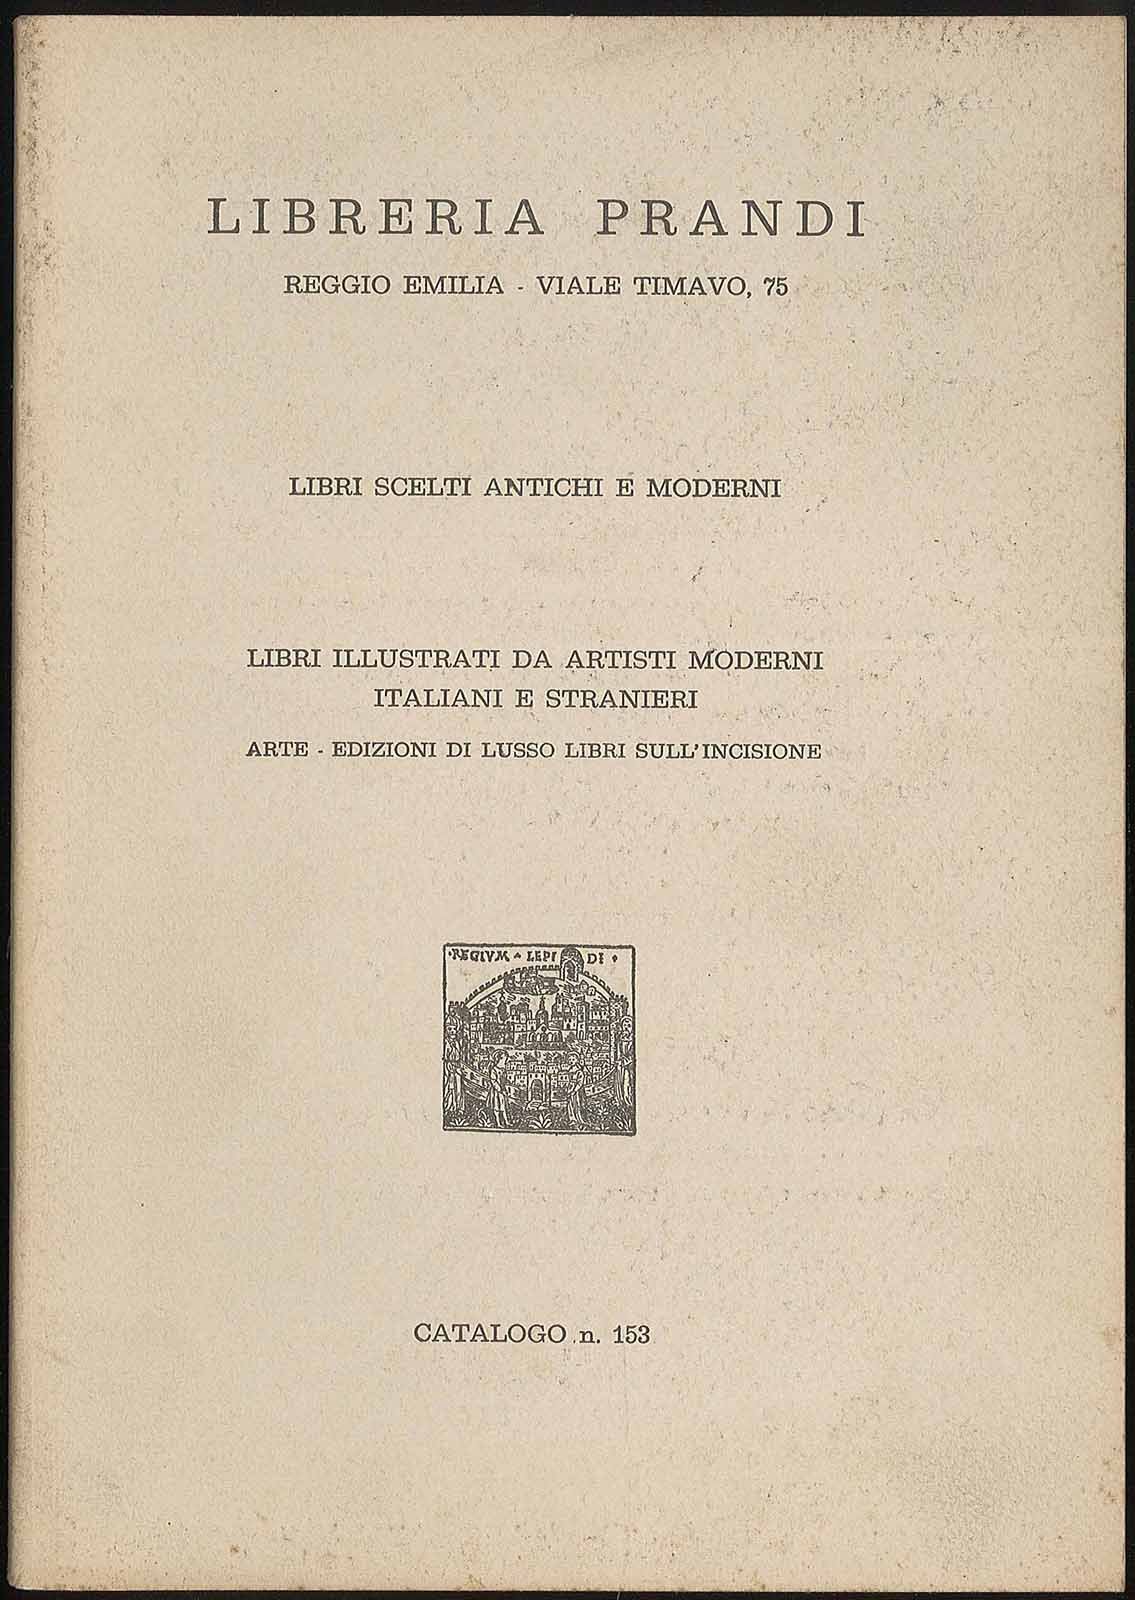 LIBRERIA PRANDI
REGGIO EMILIA - VIALE TIMAVO, 75
LIBRI SCELTI ANTICHI E MODERNI
LIBRI ILLUSTRATI DA ARTISTI MODERNI
ITALIANI E STRANIERI
ARTE - EDIZIONI DI LUSSO LIBRI SULL'INCISIONE
·REGIVM · LEPIDI ·
CATALOGO n. 153